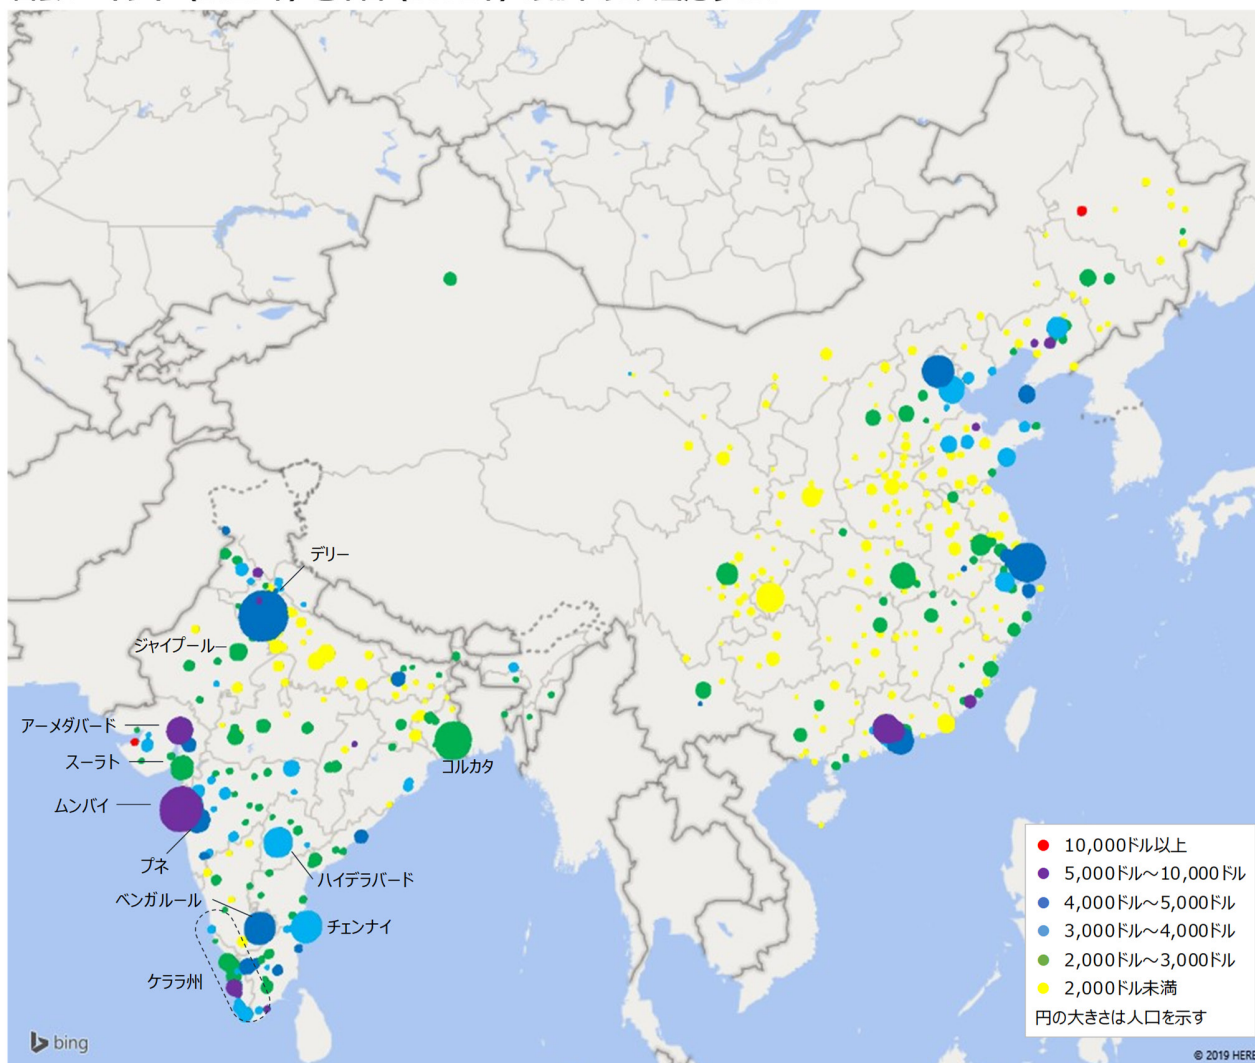 デリー
ジャイプール
アーメダバード
スーラト
コルカタ
ムンバイ
プネ
ハイデラバード
ベンガルール
チェンナイ
ケララ州
10,000ドル以上
5,000ドル～10,000ドル
4,000ドル～5,000ドル
3,000ドル～4,000ドル
2,000ドル～3,000ドル
2,000ドル未満
円の大きさは人口を示す
bing
© 2019 HERE